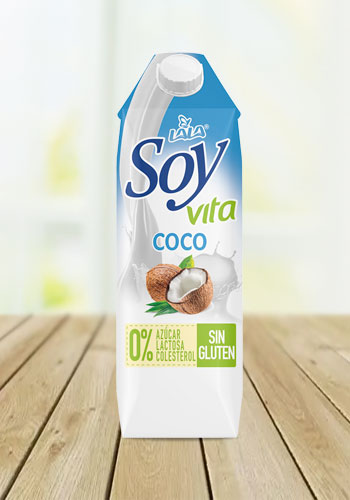 LALA®
Soy
vita
COCO
0% AZÚCAR
LACTOSA
COLESTEROL
SIN
GLUTEN